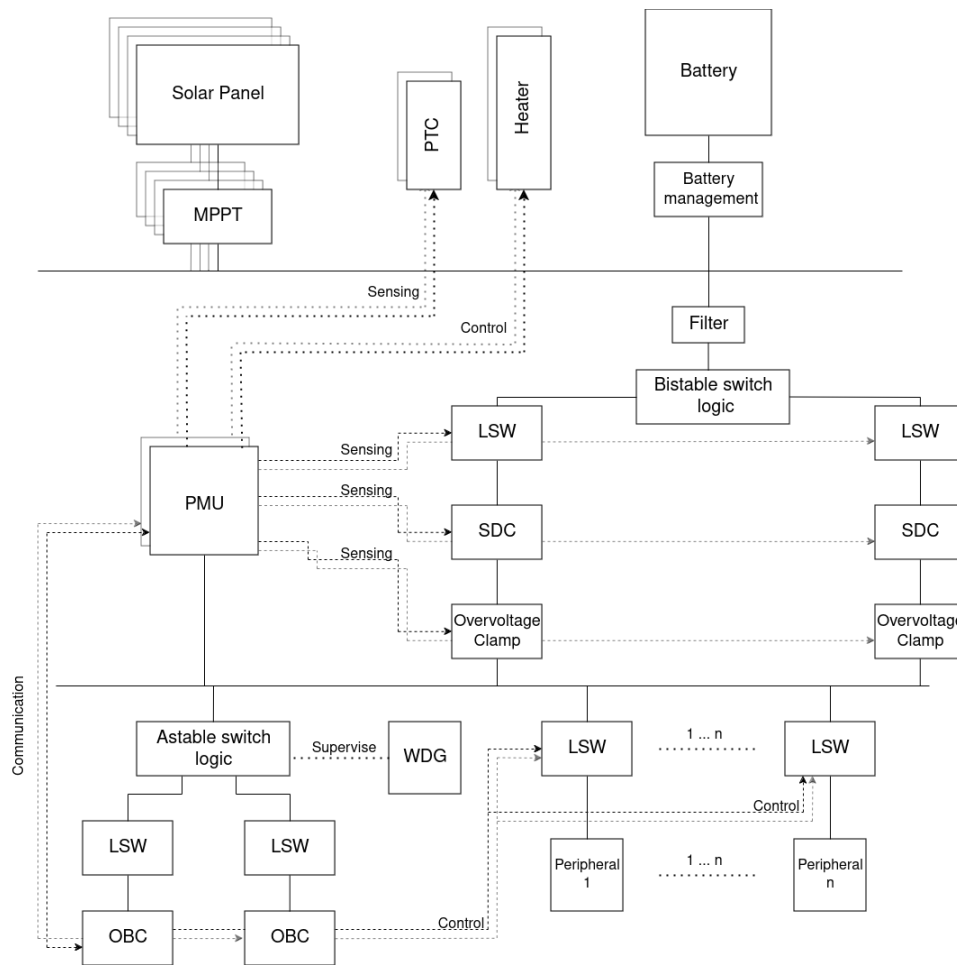 Solar Panel
Battery
PTC
Heater
Battery
management
MPPT
Sensing
Control
Filter
Bistable switch
logic
LSW
LSW
Sensing
PMU
Sensing
SDC
SDC
Sensing
Overvoltage
Clamp
Overvoltage
Clamp
Communication
Astable switch
logic
Supervise
WDG
LSW
1 ... n
LSW
Control
LSW
LSW
Peripheral
1
1 ... n
Peripheral
n
Control
OBC
OBC